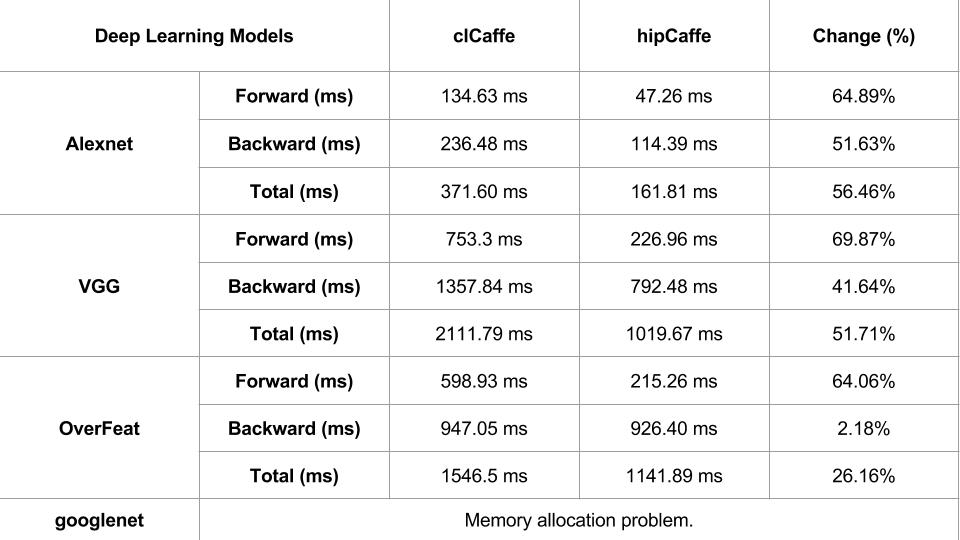 Deep Learning Models clCaffe hipCaffe Change (%)
Alexnet Forward (ms) 134.63 ms 47.26 ms 64.89%
Backward (ms) 236.48 ms 114.39 ms 51.63%
Total (ms) 371.60 ms 161.81 ms 56.46%
VGG Forward (ms) 753.3 ms 226.96 ms 69.87%
Backward (ms) 1357.84 ms 792.48 ms 41.64%
Total (ms) 2111.79 ms 1019.67 ms 51.71%
OverFeat Forward (ms) 598.93 ms 215.26 ms 64.06%
Backward (ms) 947.05 ms 926.40 ms 2.18%
Total (ms) 1546.5 ms 1141.89 ms 26.16%
googlenet Memory allocation problem.